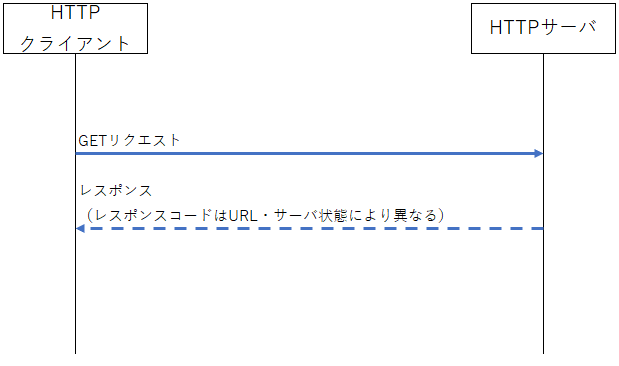 HTTP
クライアント
HTTPサーバ
GETリクエスト
レスポンス
（レスポンスコードはURL・サーバ状態により異なる）